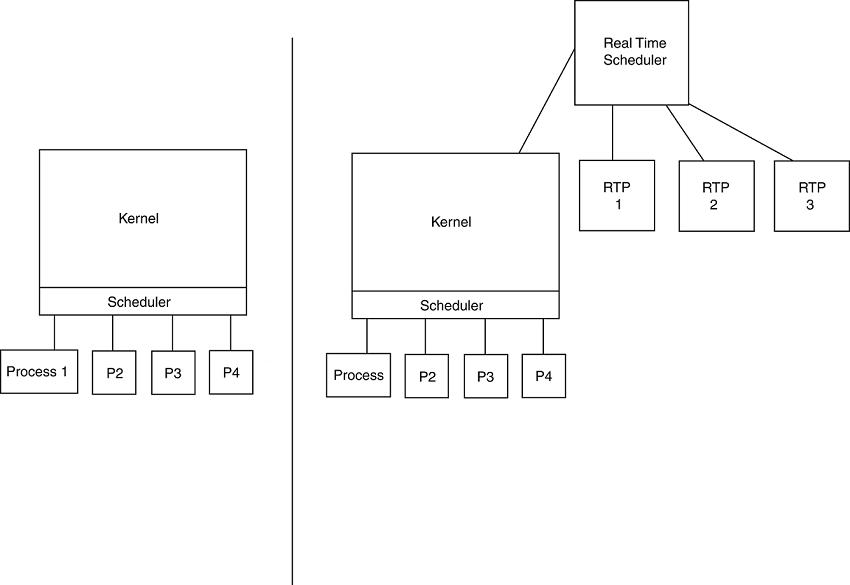 Kernel
Scheduler
Process 1
P2
P3
P4
Real Time
Scheduler
RTP
1
RTP
2
RTP
3
Kernel
Scheduler
Process
P2
P3
P4